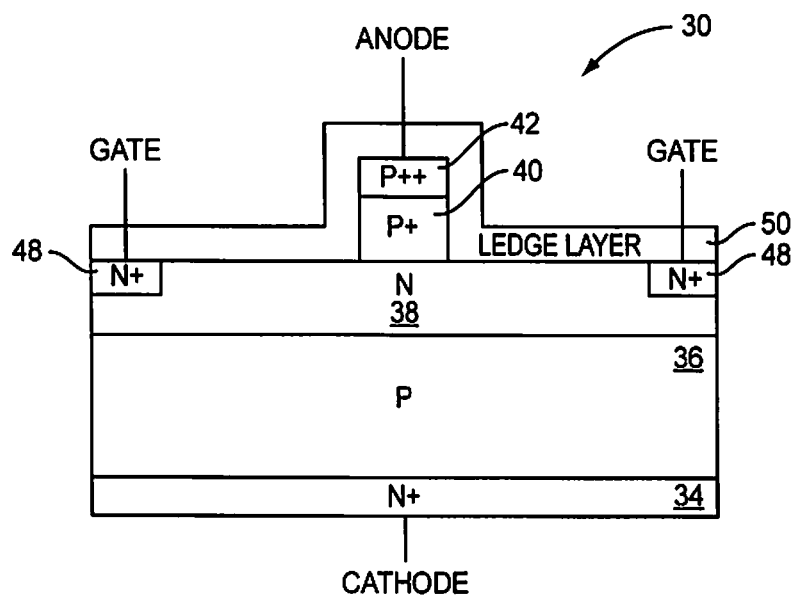 30
ANODE
42
GATE
GATE
P++
40
P+
LEDGE LAYER
50
48
N+
N
N+
48
38
36
P
N+
34
CATHODE